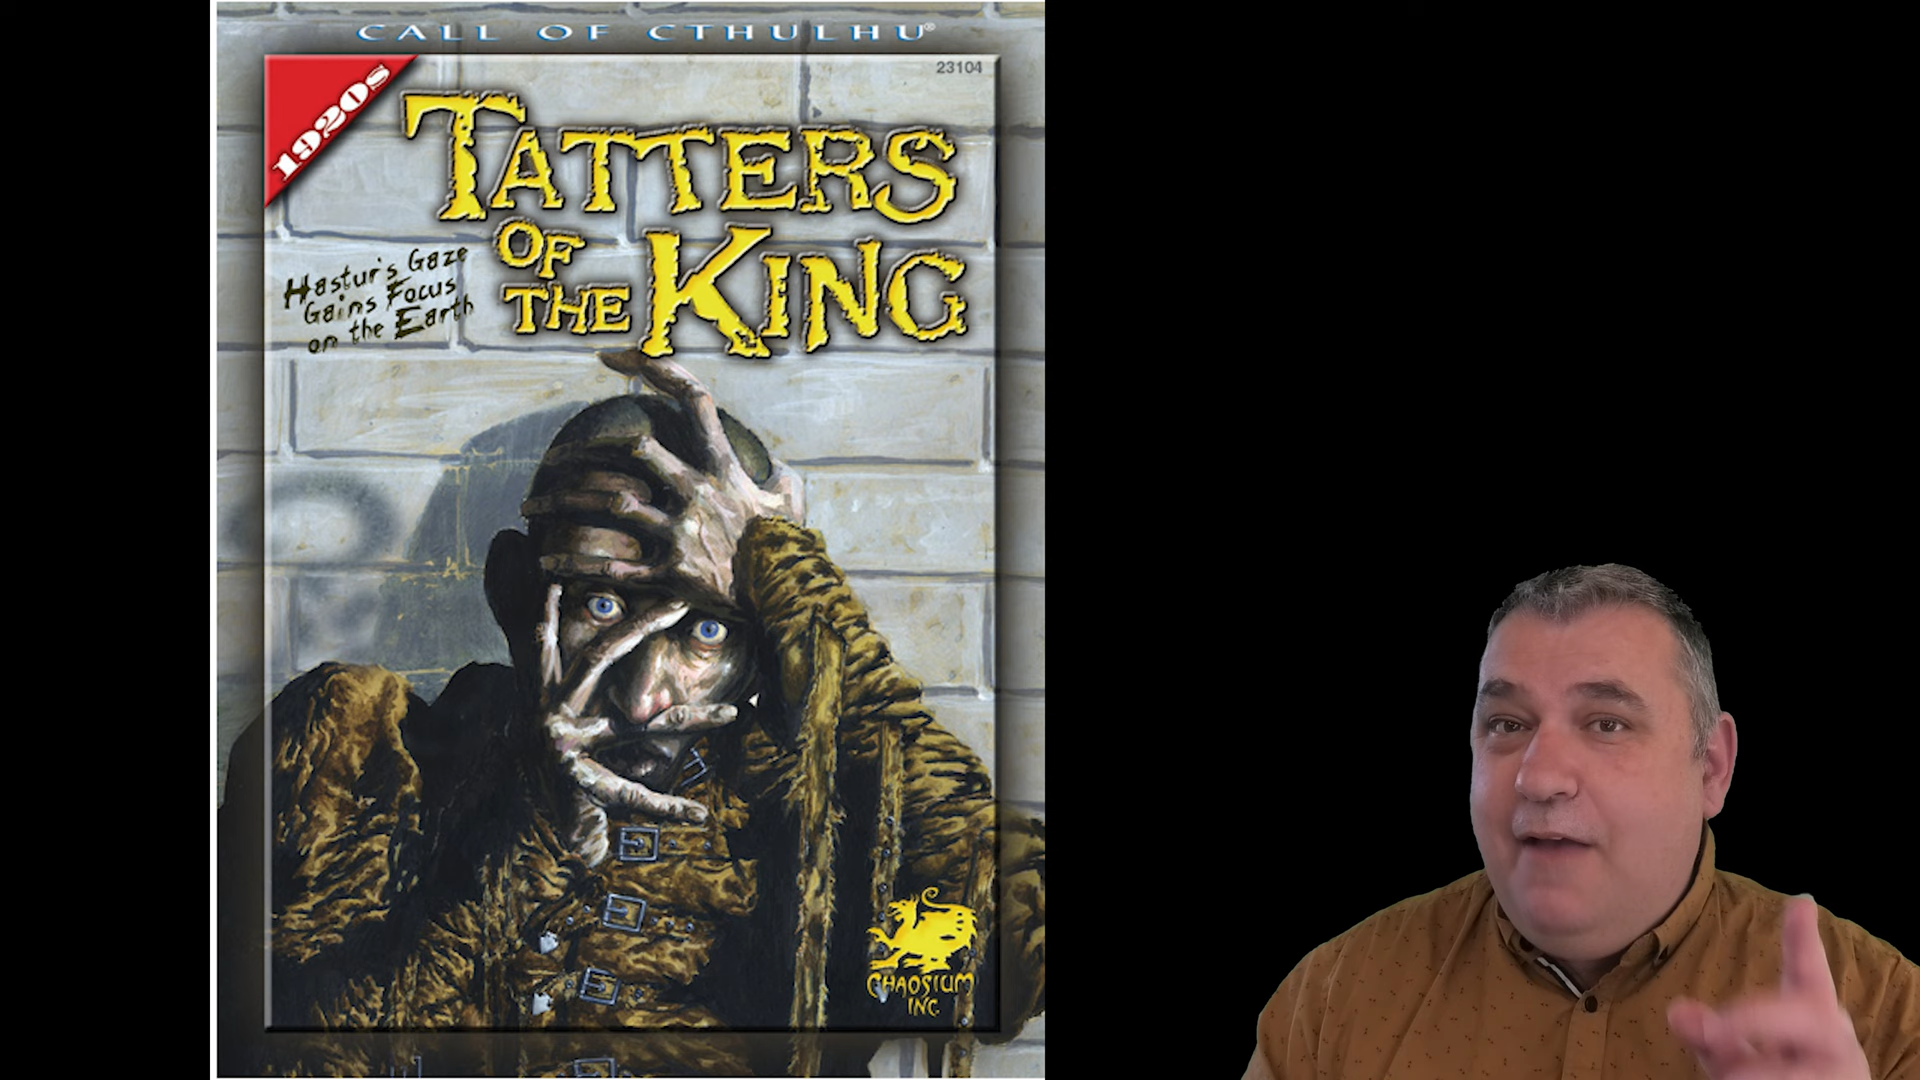 CALL OF CTHULHU®
23104
1920s
TATTERS
OF
THE KING
Hastur's Gaze
Gains Focus
on the Earth
CHAOSIUM
INC